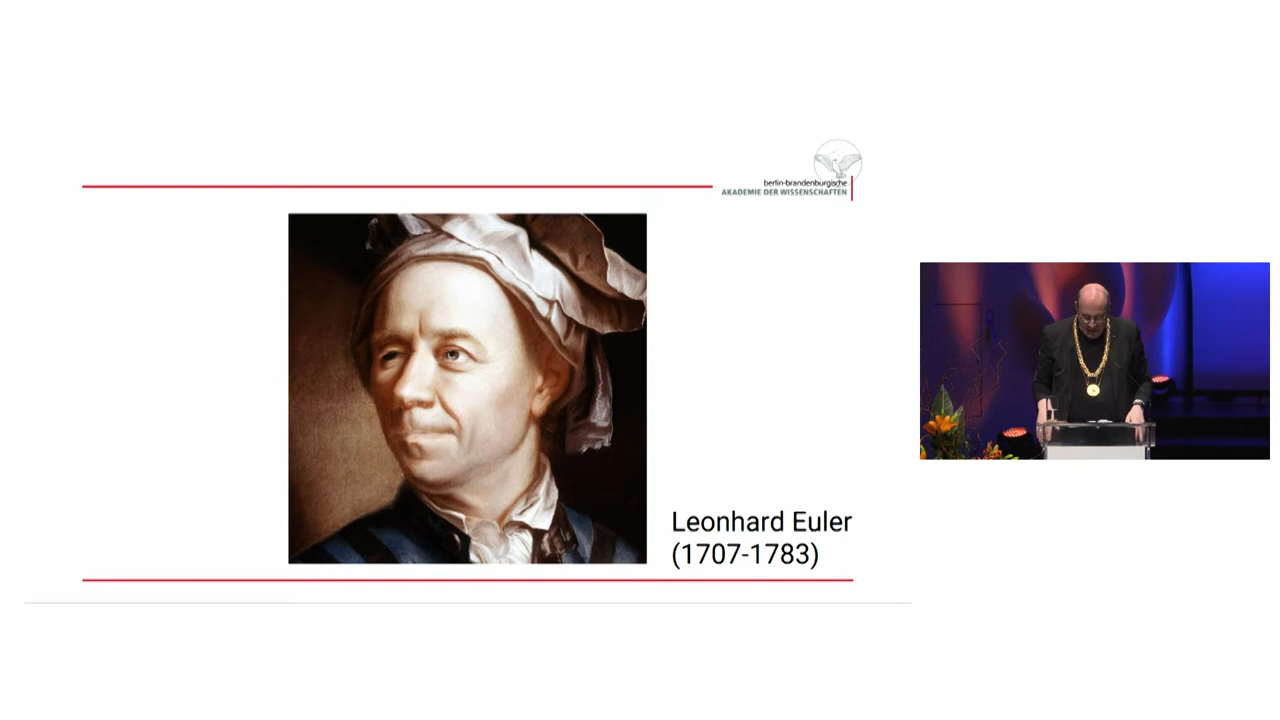 berlin-brandenburgische
AKADEMIE DER WISSENSCHAFTEN
Leonhard Euler
(1707-1783)